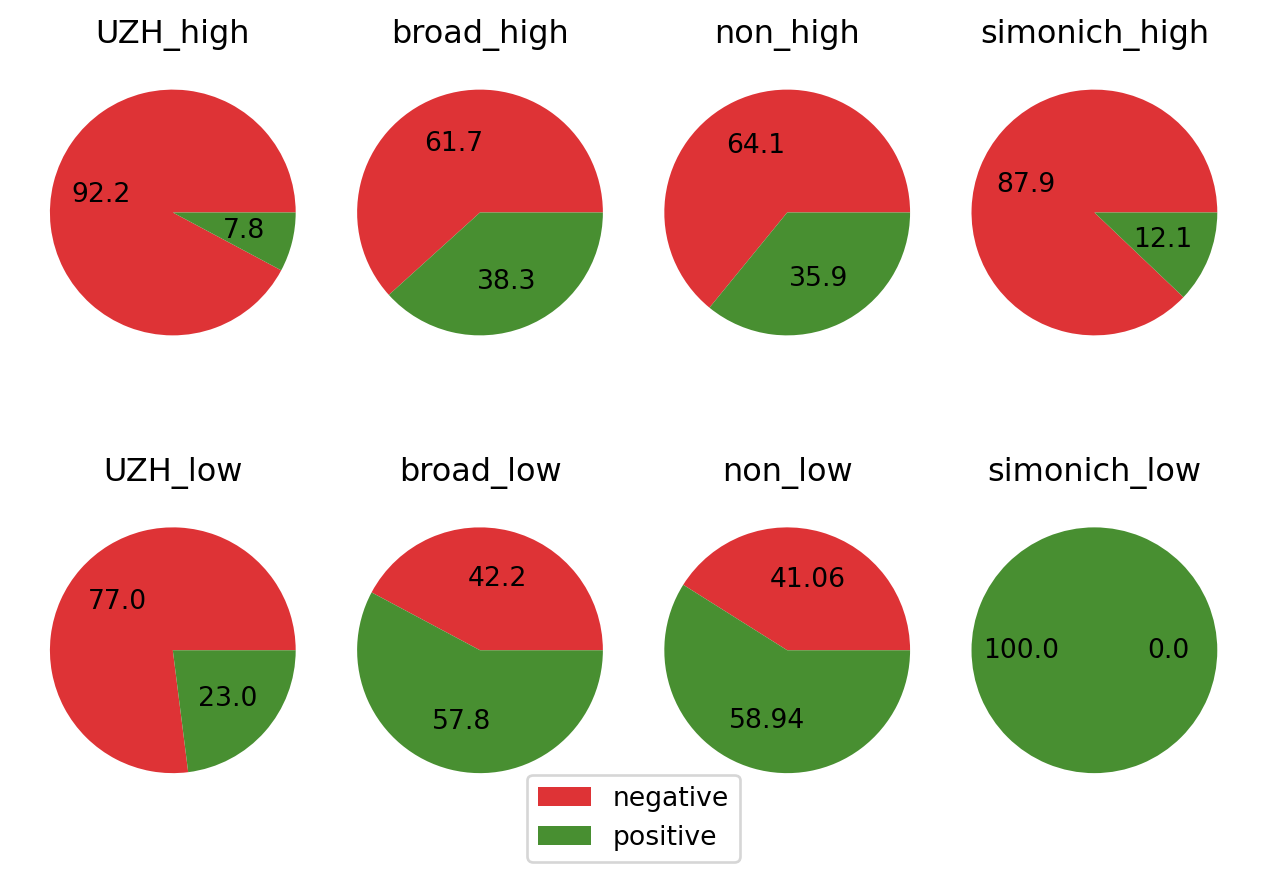 UZH_high
broad_high
non_high
simonich_high
92.2
7.8
61.7
38.3
64.1
35.9
87.9
12.1
UZH_low
broad_low
non_low
simonich_low
77.0
23.0
42.2
57.8
41.06
58.94
100.0
0.0
negative
positive